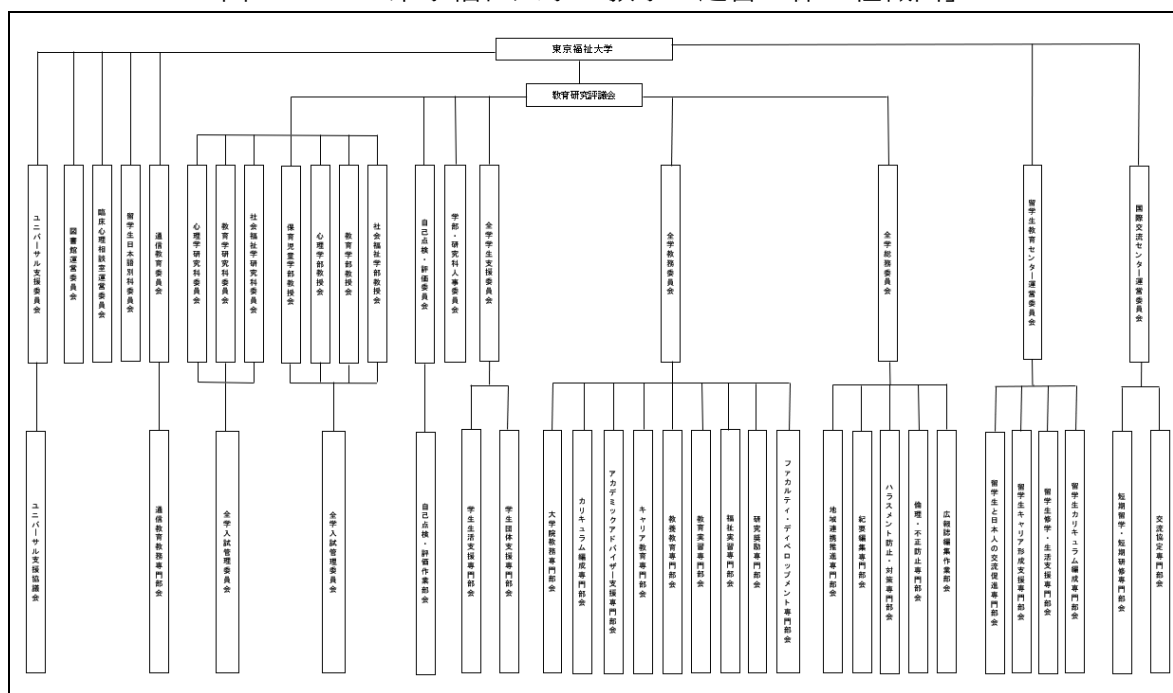 東京福祉大学
教育研究評議会
ユニバーサル支援委員会
図書館運営委員会
臨床心理相談室運営委員会
留学生日本語別科委員会
通信教育委員会
心理学研究科委員会
教育学研究科委員会
社会福祉学研究科委員会
保育児童学部教授会
心理学部教授会
教育学部教授会
社会福祉学部教授会
自己点検・評価委員会
学部・研究科人事委員会
全学学生支援委員会
全学教務委員会
全学総務委員会
留学生教育センター運営委員会
国際交流センター運営委員会
ユニバーサル支援協議会
通信教育教務専門部会
全学入試管理委員会
全学入試管理委員会
自己点検・評価作業部会
学生生活支援専門部会
学生団体支援専門部会
大学院教務専門部会
カリキュラム編成専門部会
アカデミックアドバイザー支援専門部会
キャリア教育専門部会
教養教育専門部会
教育実習専門部会
福祉実習専門部会
研究奨励専門部会
ファカルティ・ディベロップメント専門部会
地域連携推進専門部会
紀要編集専門部会
ハラスメント防止・対策専門部会
倫理・不正防止専門部会
広報誌編集作業部会
留学生と日本人の交流促進専門部会
留学生キャリア形成支援専門部会
留学生修学・生活支援専門部会
留学生カリキュラム編成専門部会
短期留学・短期研修専門部会
交流協定専門部会